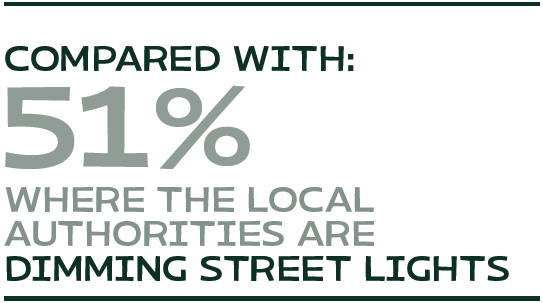 COMPARED WITH:
51%
WHERE THE LOCAL
AUTHORITIES ARE
DIMMING STREET LIGHTS